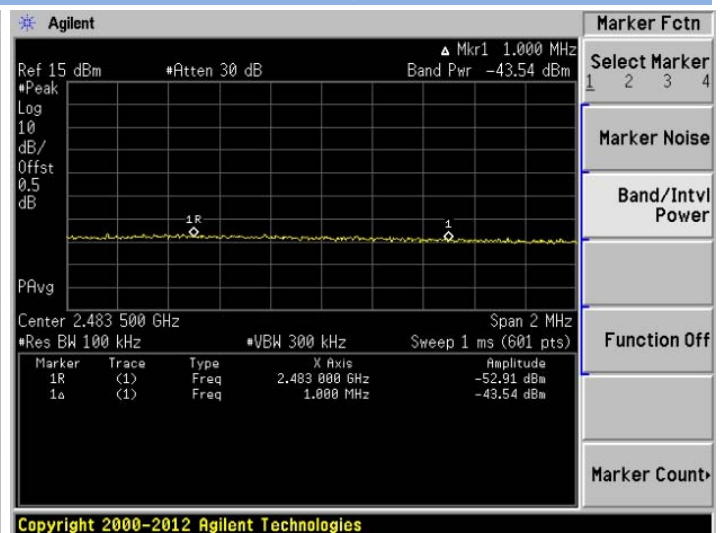 Agilent
Marker Fctn
Δ Mkr1 1.000 MHz
Ref 15 dBm #Atten 30 dB Band Pwr -43.54 dBm
Select Marker
1 2 3 4
#Peak
Log
10
dB/
Offst
0.5
dB
Marker Noise
Band/Intvl
Power
1R
1
PAvg
Center 2.483 500 GHz Span 2 MHz
#Res BW 100 kHz #VBW 300 kHz Sweep 1 ms (601 pts)
Function Off
Marker Trace Type X Axis Amplitude
1R (1) Freq 2.483 000 GHz -52.91 dBm
1Δ (1) Freq 1.000 MHz -43.54 dBm
Marker Count
Copyright 2000-2012 Agilent Technologies